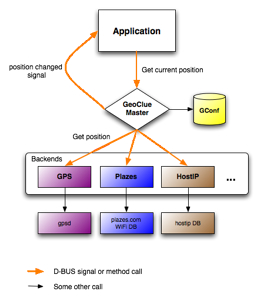 Application
position changed
signal
Get current position
GeoClue
Master
GConf
Get position
Backends
GPS
Plazes
HostIP
...
gpsd
plazes.com
WiFi DB
hostip DB
D-BUS signal or method call
Some other call